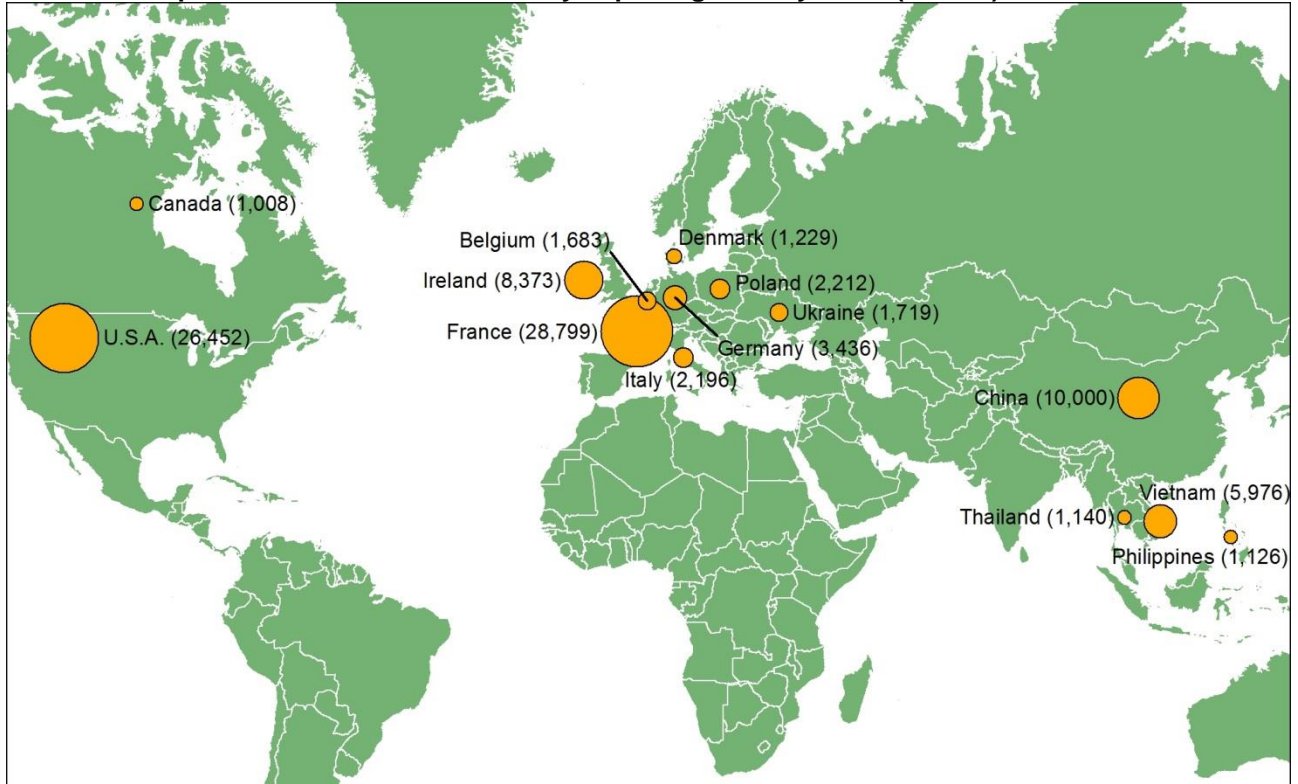 Canada (1,008)
Belgium (1,683)
Denmark (1,229)
Ireland (8,373)
Poland (2,212)
Ukraine (1,719)
U.S.A. (26,452)
France (28,799)
Germany (3,436)
Italy (2,196)
China (10,000)
Vietnam (5,976)
Thailand (1,140)
Philippines (1,126)